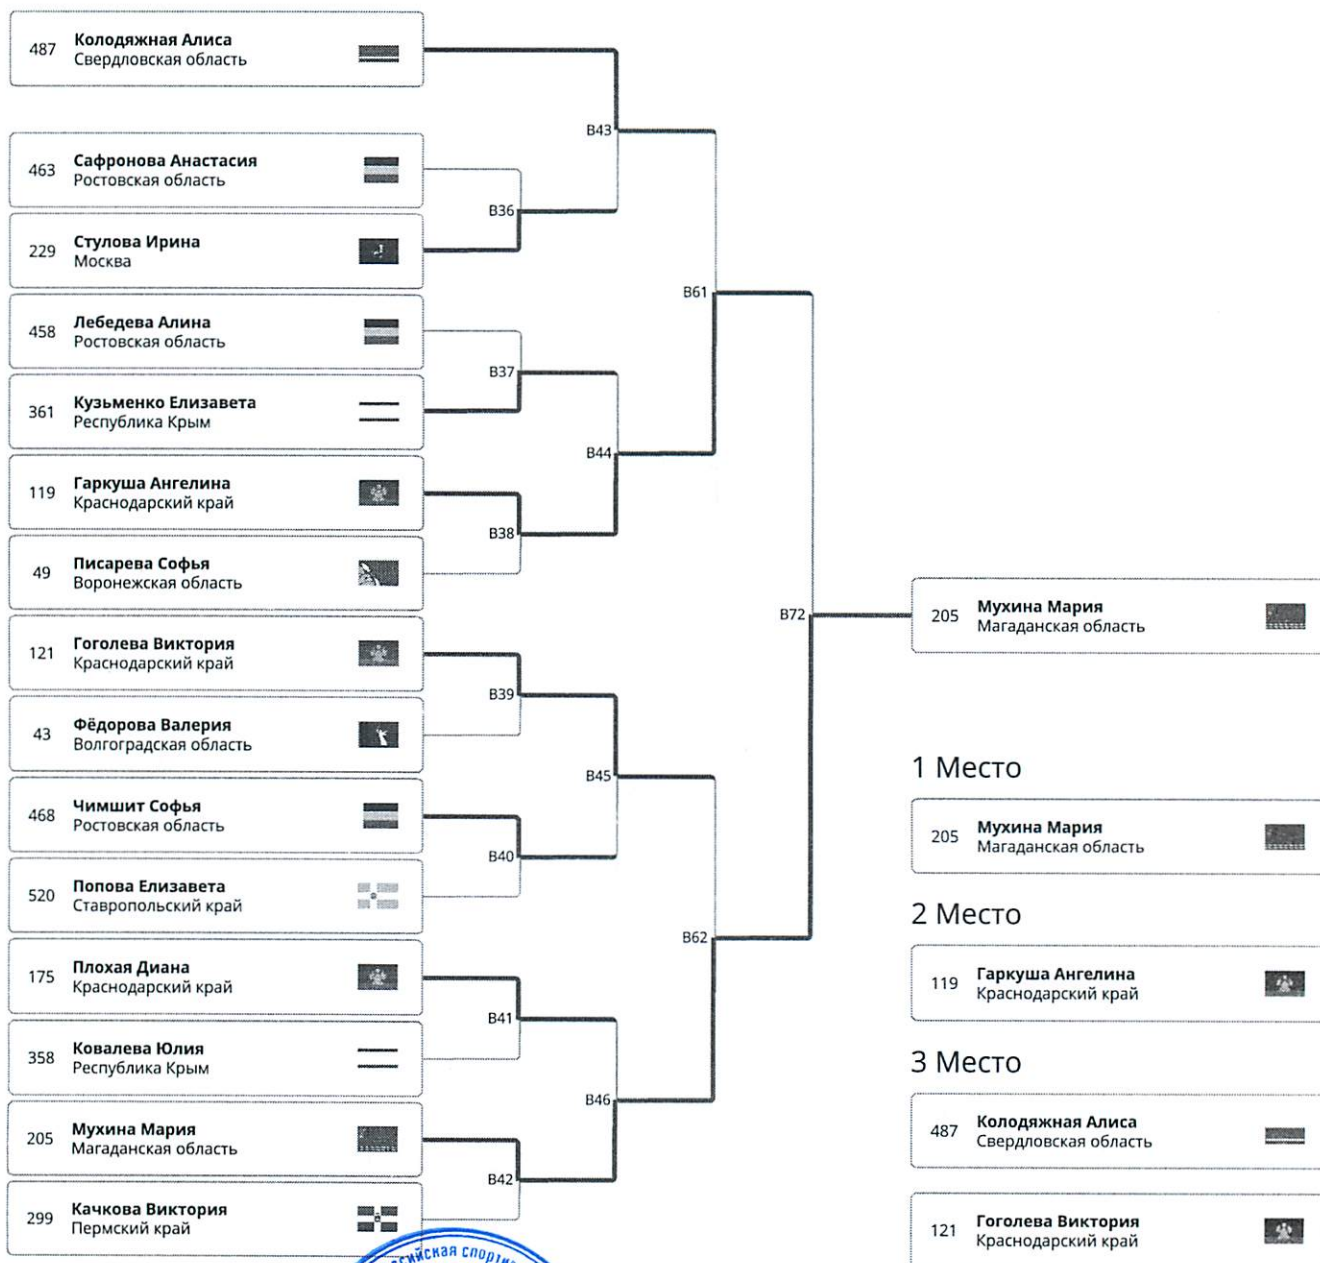 487 Колодяжная Алиса
Свердловская область
463 Сафронова Анастасия
Ростовская область
229 Стулова Ирина
Москва
458 Лебедева Алина
Ростовская область
361 Кузьменко Елизавета
Республика Крым
119 Гаркуша Ангелина
Краснодарский край
49 Писарева Софья
Воронежская область
121 Гоголева Виктория
Краснодарский край
43 Фёдорова Валерия
Волгоградская область
468 Чимшит Софья
Ростовская область
520 Попова Елизавета
Ставропольский край
175 Плохая Диана
Краснодарский край
358 Ковалева Юлия
Республика Крым
205 Мухина Мария
Магаданская область
299 Качкова Виктория
Пермский край
B36
B37
B38
B39
B40
B41
B42
B43
B44
B45
B46
B61
B62
B72
205 Мухина Мария
Магаданская область
1 Место
205 Мухина Мария
Магаданская область
2 Место
119 Гаркуша Ангелина
Краснодарский край
3 Место
487 Колодяжная Алиса
Свердловская область
121 Гоголева Виктория
Краснодарский край